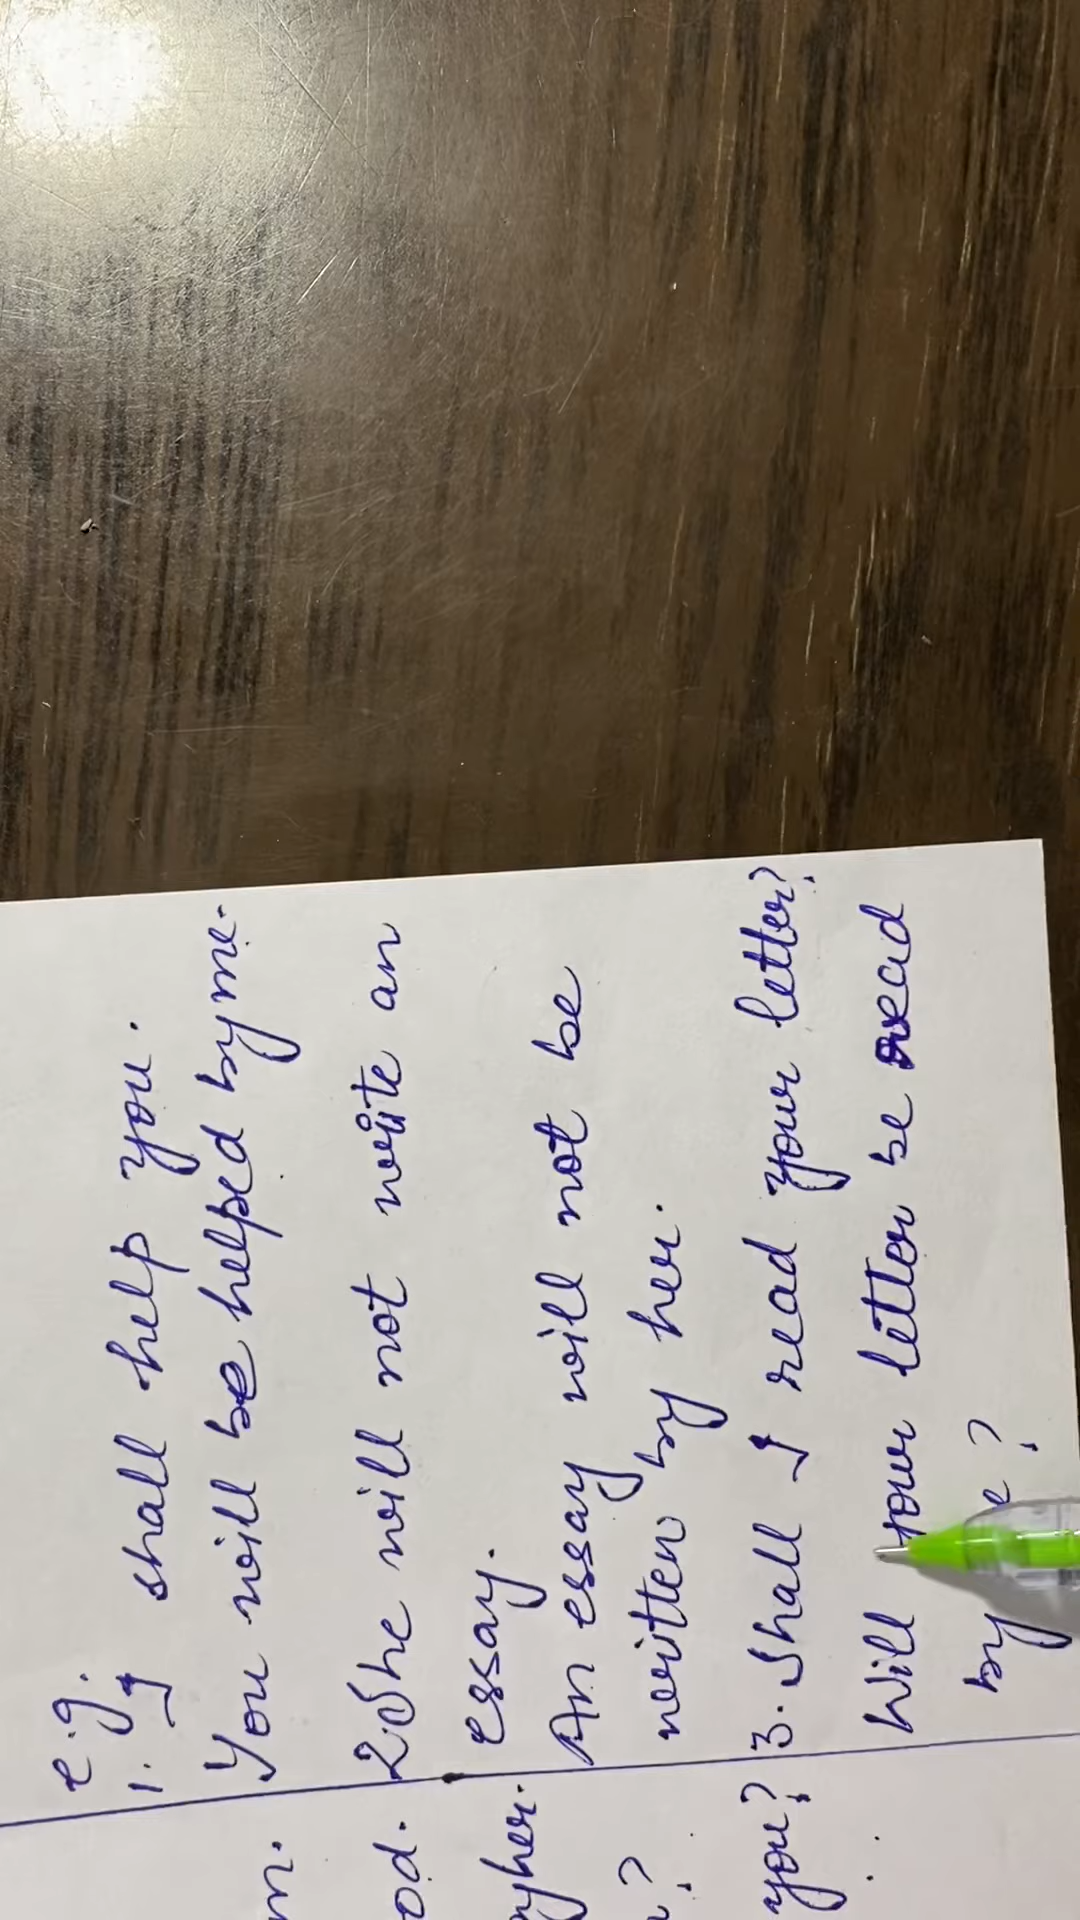 e.g.
1. I shall help you.
You will be helped by me.
2. She will not write an
essay.
An essay will not be
written by her.
3. Shall I read your letter?
Will your letter be read
by ?
you?